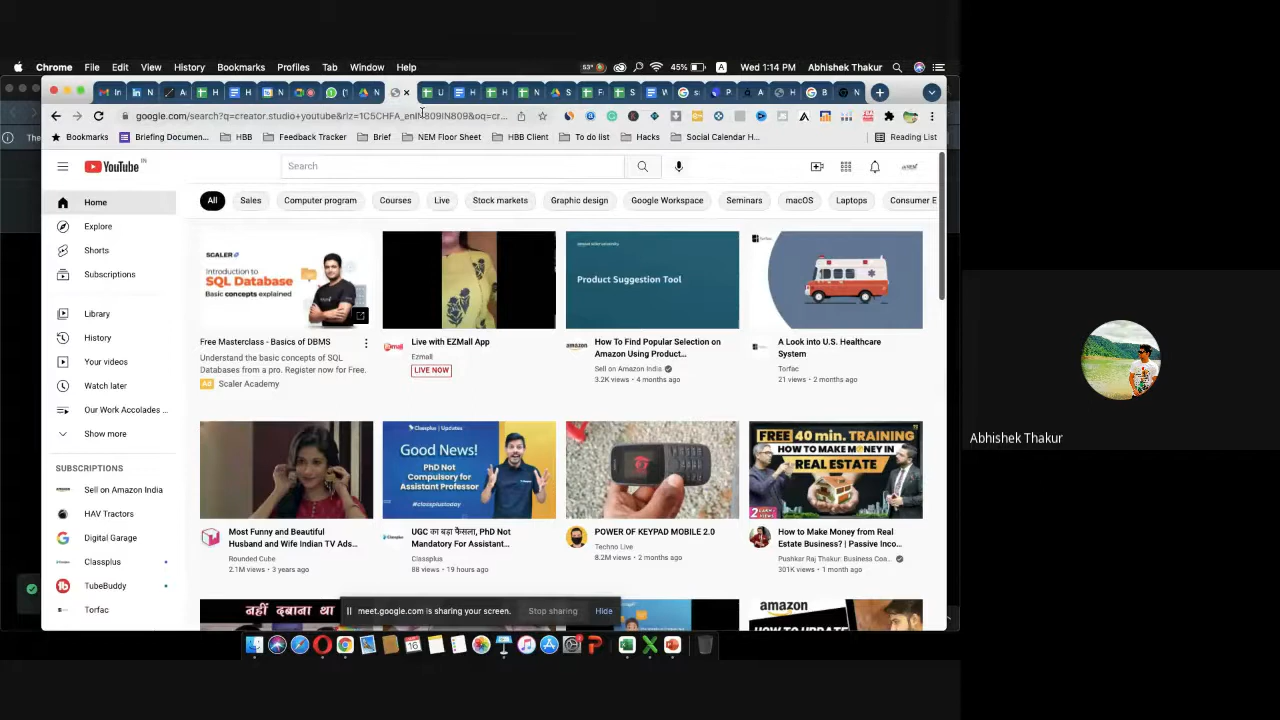 Chrome File Edit View History Bookmarks Profiles Tab Window Help
53° 45% A Wed 1:14 PM Abhishek Thakur
google.com/search?q=creator.studio+youtube&rlz=1C5CHFA_enIN809IN809&oq=cr...
Bookmarks Briefing Documen... HBB Feedback Tracker Brief NEM Floor Sheet HBB Client To do list Hacks Social Calendar H... Reading List
YouTube IN
Search
Home
Explore
Shorts
Subscriptions
Library
History
Your videos
Watch later
Our Work Accolades ...
Show more
SUBSCRIPTIONS
Sell on Amazon India
HAV Tractors
Digital Garage
Classplus
TubeBuddy
Torfac
All Sales Computer program Courses Live Stock markets Graphic design Google Workspace Seminars macOS Laptops Consumer E
SCALER
Introduction to
SQL Database
Basic concepts explained
Free Masterclass - Basics of DBMS
Understand the basic concepts of SQL
Databases from a pro. Register now for Free.
Ad Scaler Academy
Live with EZMall App
Ezmall
LIVE NOW
Product Suggestion Tool
amazon
How To Find Popular Selection on
Amazon Using Product...
Sell on Amazon India
3.2K views • 4 months ago
Torfac
A Look into U.S. Healthcare
System
Torfac
21 views • 2 months ago
Most Funny and Beautiful
Husband and Wife Indian TV Ads...
Rounded Cube
2.1M views • 3 years ago
Classplus | Updates
Good News!
PhD Not
Compulsory for
Assistant Professor
#classplustoday
UGC का बड़ा फैसला, PhD Not
Mandatory For Assistant...
Classplus
88 views • 19 hours ago
POWER OF KEYPAD MOBILE 2.0
Techno Live
8.2M views • 2 months ago
FREE 40 min. TRAINING
HOW TO MAKE MONEY IN
REAL ESTATE
How to Make Money from Real
Estate Business? | Passive Inco...
Pushkar Raj Thakur: Business Coa...
301K views • 1 month ago
नहीं दबाना था
amazon
HOW TO UPDATE
meet.google.com is sharing your screen. Stop sharing Hide
16
Abhishek Thakur